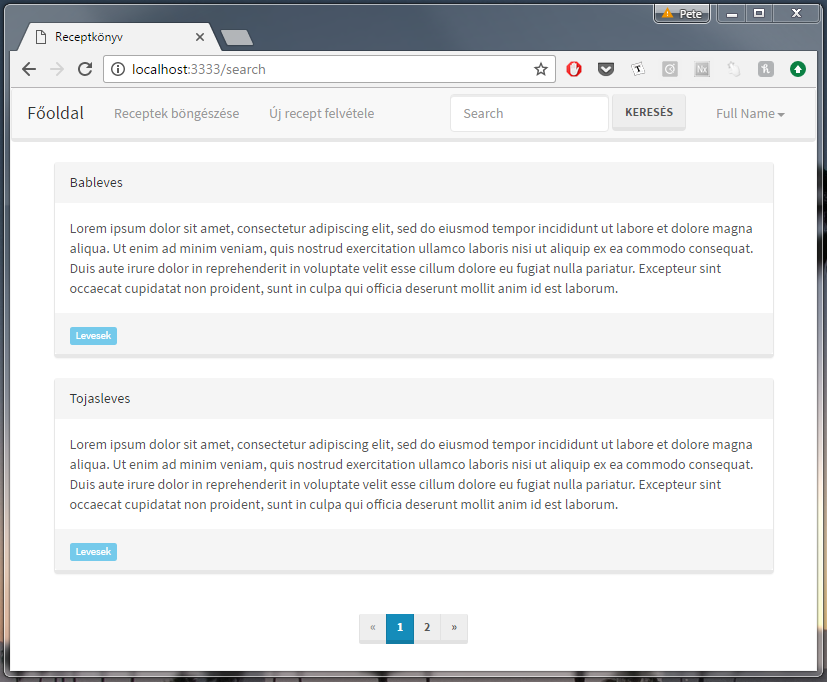 Pete
Receptkönyv
localhost:3333/search
Főoldal Receptek böngészése Új recept felvétele Search KERESÉS Full Name
Bableves
Lorem ipsum dolor sit amet, consectetur adipiscing elit, sed do eiusmod tempor incididunt ut labore et dolore magna
aliqua. Ut enim ad minim veniam, quis nostrud exercitation ullamco laboris nisi ut aliquip ex ea commodo consequat.
Duis aute irure dolor in reprehenderit in voluptate velit esse cillum dolore eu fugiat nulla pariatur. Excepteur sint
occaecat cupidatat non proident, sunt in culpa qui officia deserunt mollit anim id est laborum.
Levesek
Tojasleves
Lorem ipsum dolor sit amet, consectetur adipiscing elit, sed do eiusmod tempor incididunt ut labore et dolore magna
aliqua. Ut enim ad minim veniam, quis nostrud exercitation ullamco laboris nisi ut aliquip ex ea commodo consequat.
Duis aute irure dolor in reprehenderit in voluptate velit esse cillum dolore eu fugiat nulla pariatur. Excepteur sint
occaecat cupidatat non proident, sunt in culpa qui officia deserunt mollit anim id est laborum.
Levesek
« 1 2 »